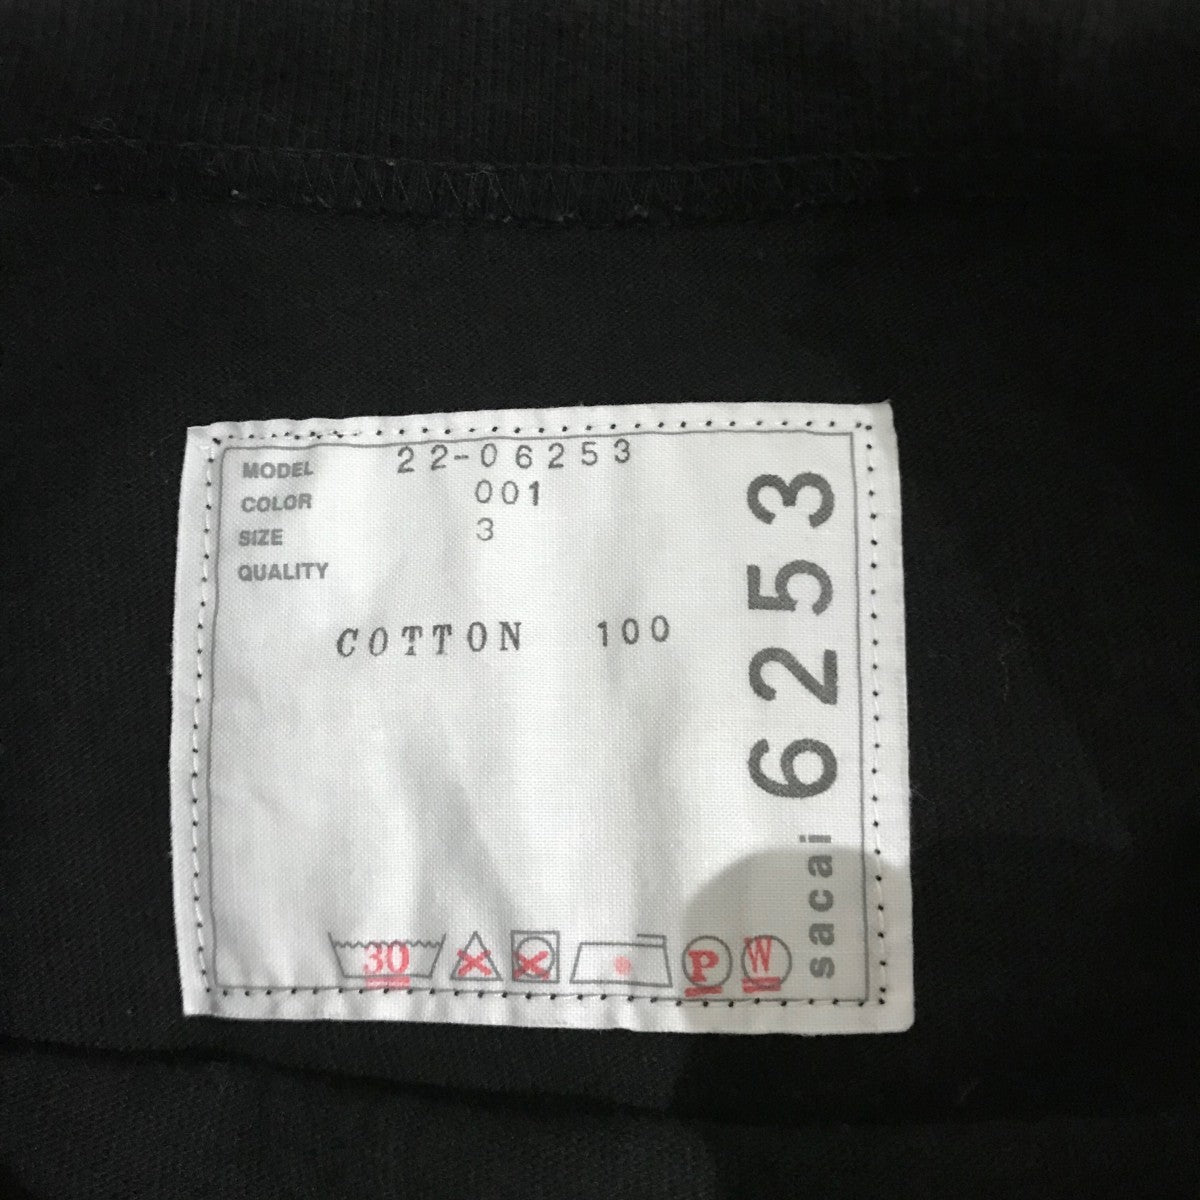 MODEL 22-06253
COLOR 001
SIZE 3
QUALITY
COTTON 100
30 P W
sacai 6253